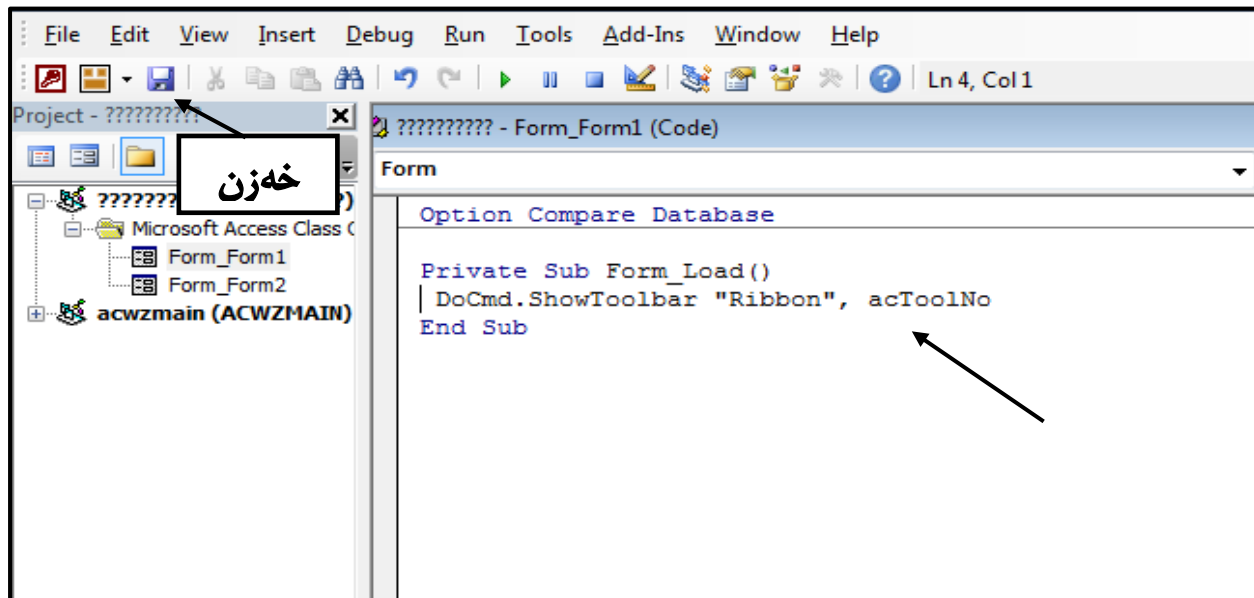 File Edit View Insert Debug Run Tools Add-Ins Window Help
Ln 4, Col 1
Project - ??????????
?????????? - Form_Form1 (Code)
خەزن
Form
??????? ?)
Microsoft Access Class
Form_Form1
Form_Form2
acwzmain (ACWZMAIN)
Option Compare Database
Private Sub Form_Load()
DoCmd.ShowToolbar "Ribbon", acToolNo
End Sub